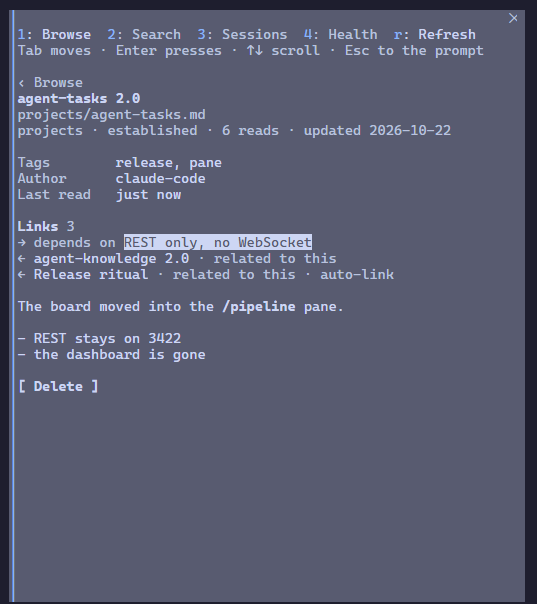 ×
1: Browse  2: Search  3: Sessions  4: Health  r: Refresh
Tab moves · Enter presses · ↑↓ scroll · Esc to the prompt
‹ Browse
agent-tasks 2.0
projects/agent-tasks.md
projects · established · 6 reads · updated 2026-10-22
Tags        release, pane
Author      claude-code
Last read   just now
Links 3
→ depends on REST only, no WebSocket
← agent-knowledge 2.0 · related to this
← Release ritual · related to this · auto-link
The board moved into the /pipeline pane.
– REST stays on 3422
– the dashboard is gone
[ Delete ]